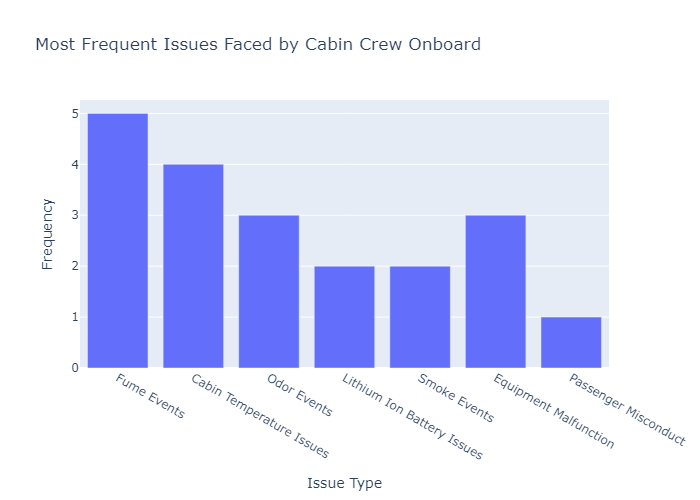 Most Frequent Issues Faced by Cabin Crew Onboard
Frequency
5
4
3
2
1
0
Fume Events
Cabin Temperature Issues
Odor Events
Lithium Ion Battery Issues
Smoke Events
Equipment Malfunction
Passenger Misconduct
Issue Type